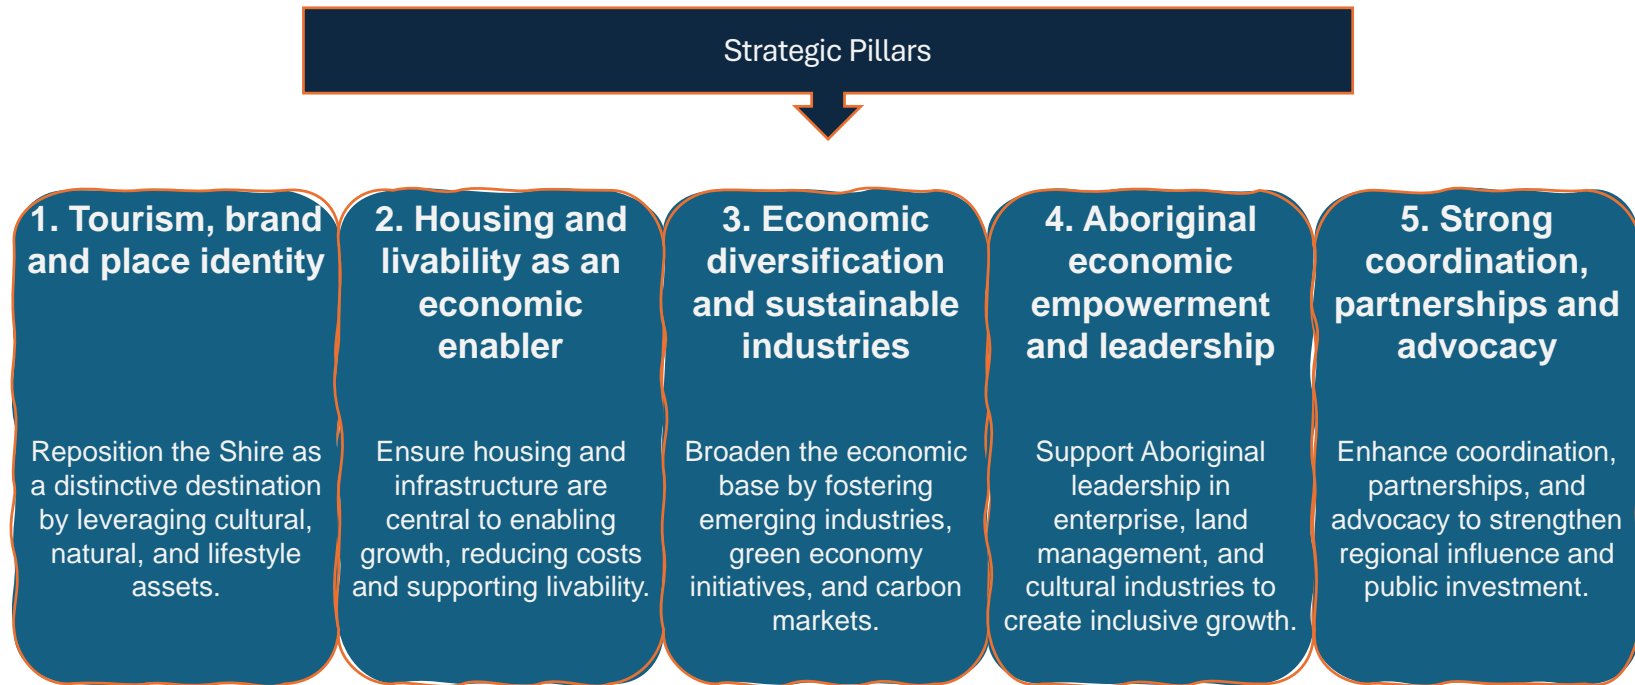 Strategic Pillars
1. Tourism, brand
and place identity
Reposition the Shire as
a distinctive destination
by leveraging cultural,
natural, and lifestyle
assets.
2. Housing and
livability as an
economic
enabler
Ensure housing and
infrastructure are
central to enabling
growth, reducing costs
and supporting livability.
3. Economic
diversification
and sustainable
industries
Broaden the economic
base by fostering
emerging industries,
green economy
initiatives, and carbon
markets.
4. Aboriginal
economic
empowerment
and leadership
Support Aboriginal
leadership in
enterprise, land
management, and
cultural industries to
create inclusive growth.
5. Strong
coordination,
partnerships and
advocacy
Enhance coordination,
partnerships, and
advocacy to strengthen
regional influence and
public investment.